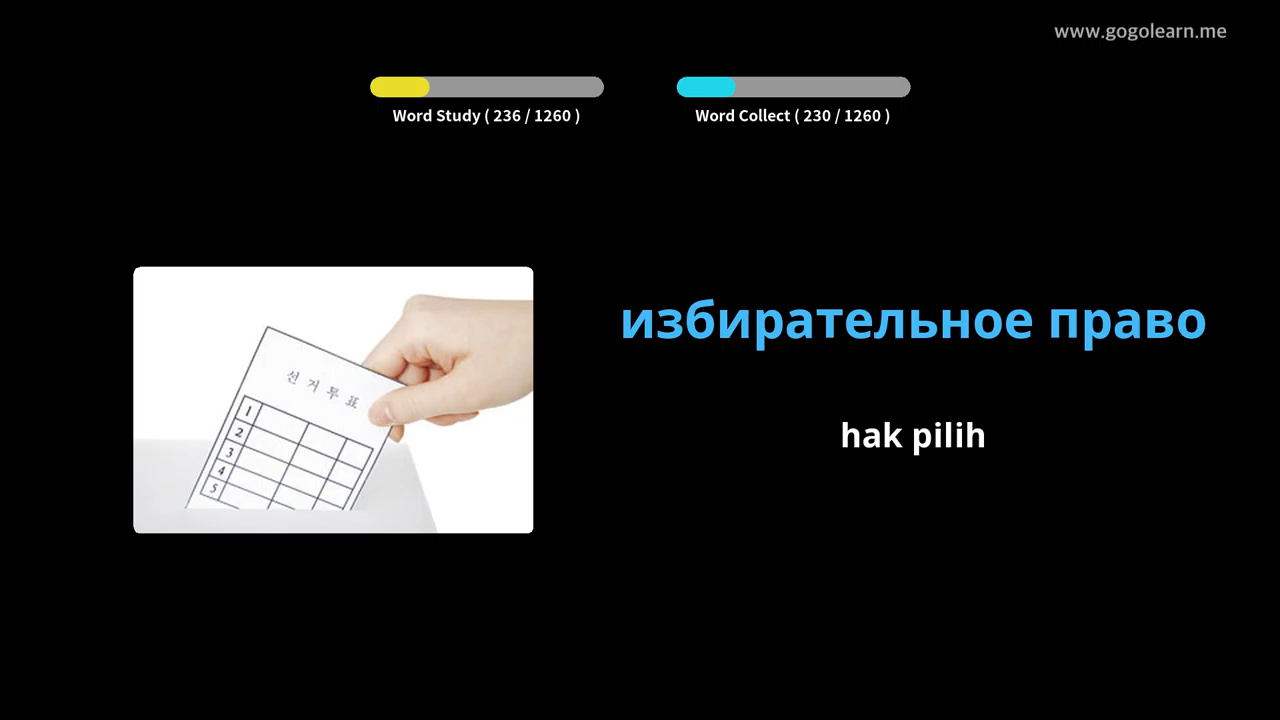 www.gogolearn.me
Word Study ( 236 / 1260 )
Word Collect ( 230 / 1260 )
избирательное право
hak pilih
선거투표
1
2
3
4
5